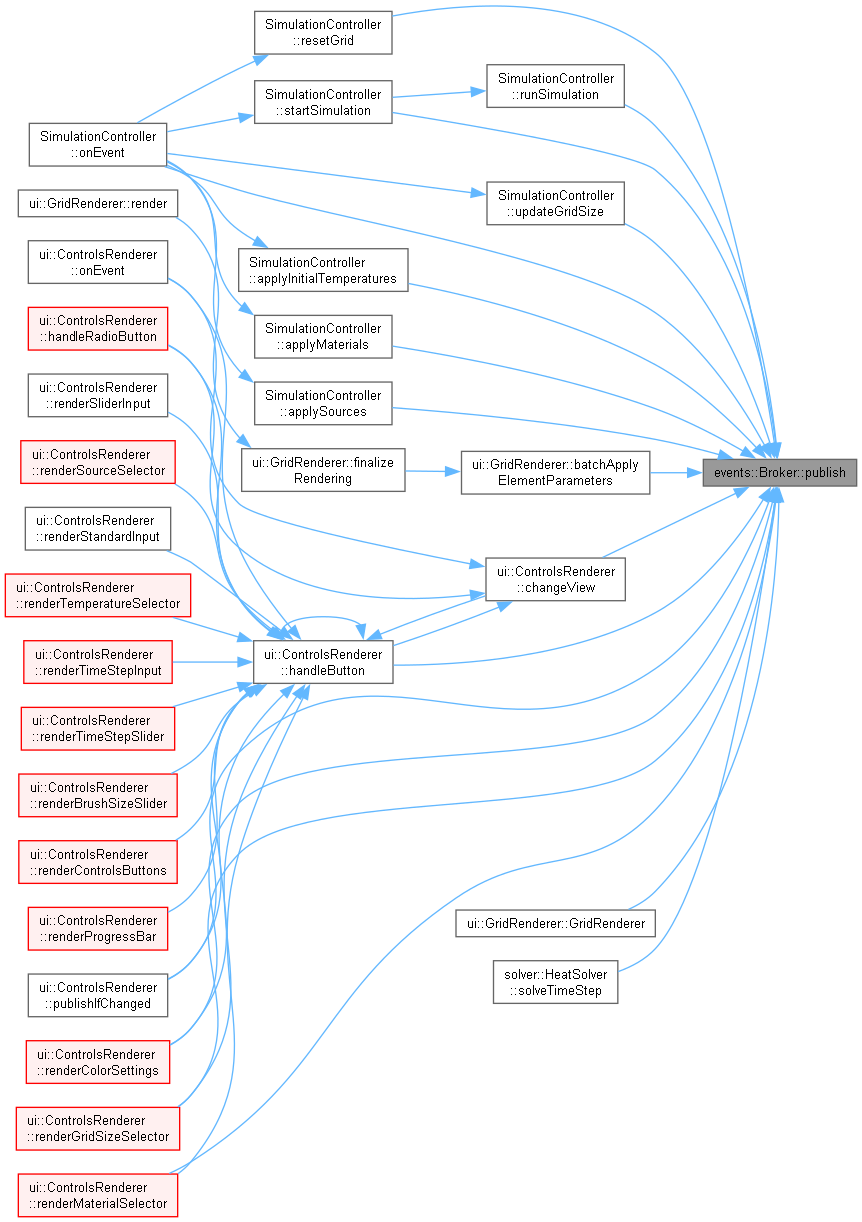 SimulationController
::resetGrid
SimulationController
::runSimulation
SimulationController
::startSimulation
SimulationController
::onEvent
SimulationController
::updateGridSize
ui::GridRenderer::render
ui::ControlsRenderer
::onEvent
SimulationController
::applyInitialTemperatures
ui::ControlsRenderer
::handleRadioButton
SimulationController
::applyMaterials
ui::ControlsRenderer
::renderSliderInput
SimulationController
::applySources
ui::ControlsRenderer
::renderSourceSelector
ui::GridRenderer::finalize
Rendering
ui::GridRenderer::batchApply
ElementParameters
events::Broker::publish
ui::ControlsRenderer
::renderStandardInput
ui::ControlsRenderer
::changeView
ui::ControlsRenderer
::renderTemperatureSelector
ui::ControlsRenderer
::handleButton
ui::ControlsRenderer
::renderTimeStepInput
ui::ControlsRenderer
::renderTimeStepSlider
ui::ControlsRenderer
::renderBrushSizeSlider
ui::ControlsRenderer
::renderControlsButtons
ui::ControlsRenderer
::renderProgressBar
ui::GridRenderer::GridRenderer
ui::ControlsRenderer
::publishIfChanged
solver::HeatSolver
::solveTimeStep
ui::ControlsRenderer
::renderColorSettings
ui::ControlsRenderer
::renderGridSizeSelector
ui::ControlsRenderer
::renderMaterialSelector